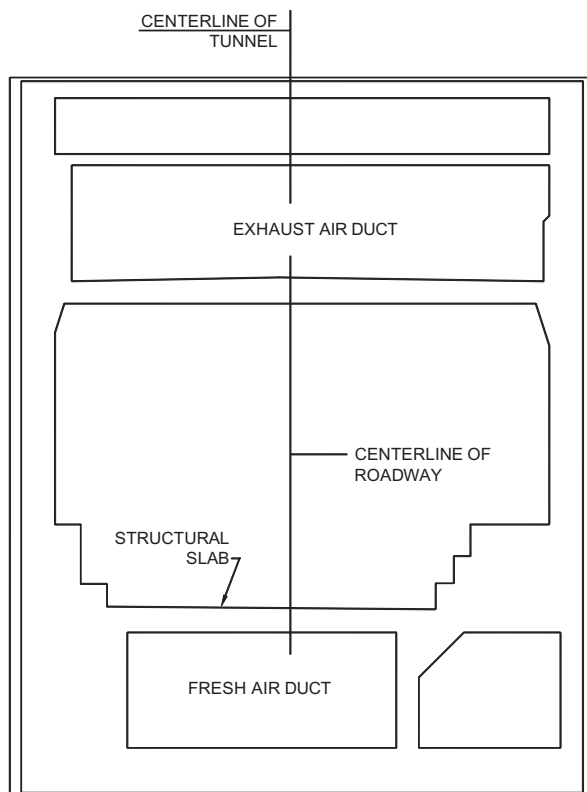 CENTERLINE OF
TUNNEL
EXHAUST AIR DUCT
CENTERLINE OF
ROADWAY
STRUCTURAL
SLAB
FRESH AIR DUCT